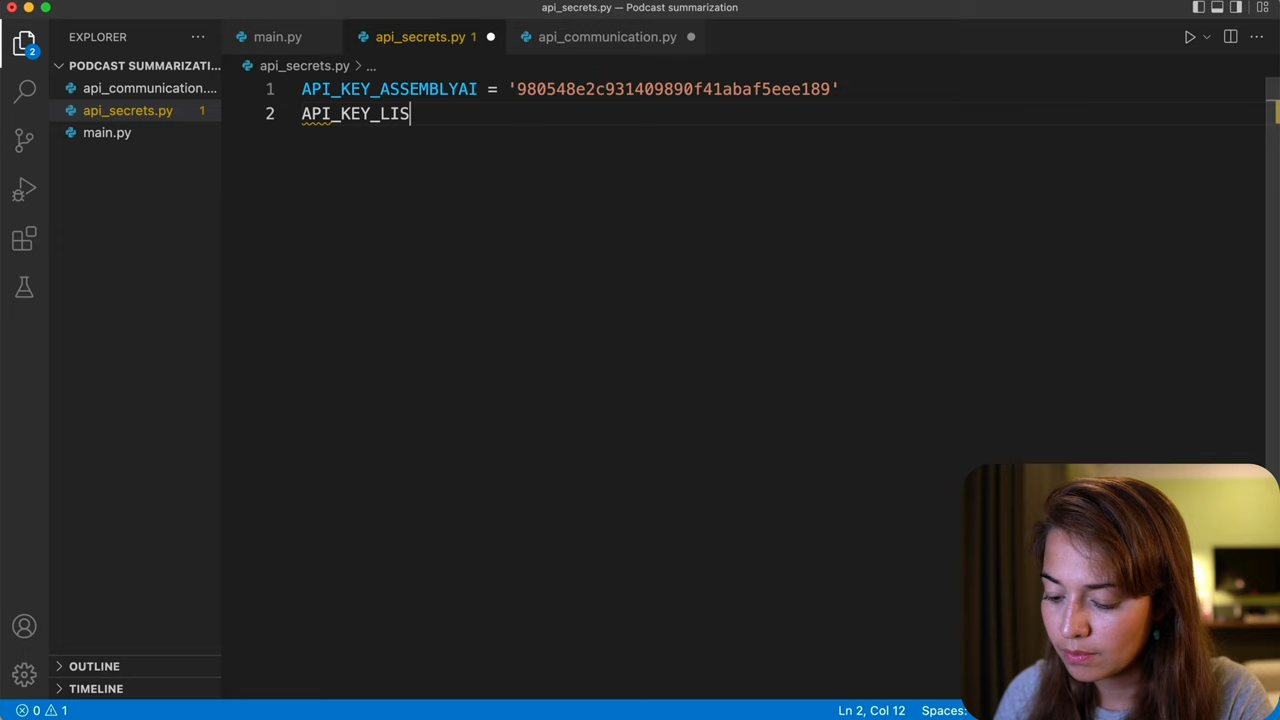 api_secrets.py — Podcast summarization
EXPLORER
main.py
api_secrets.py 1
api_communication.py
PODCAST SUMMARIZATI...
api_communication....
api_secrets.py 1
main.py
2
api_secrets.py > ...
1 API_KEY_ASSEMBLYAI = '980548e2c931409890f41abaf5eee189'
2 API_KEY_LIS
OUTLINE
TIMELINE
0 1
Ln 2, Col 12 Spaces: